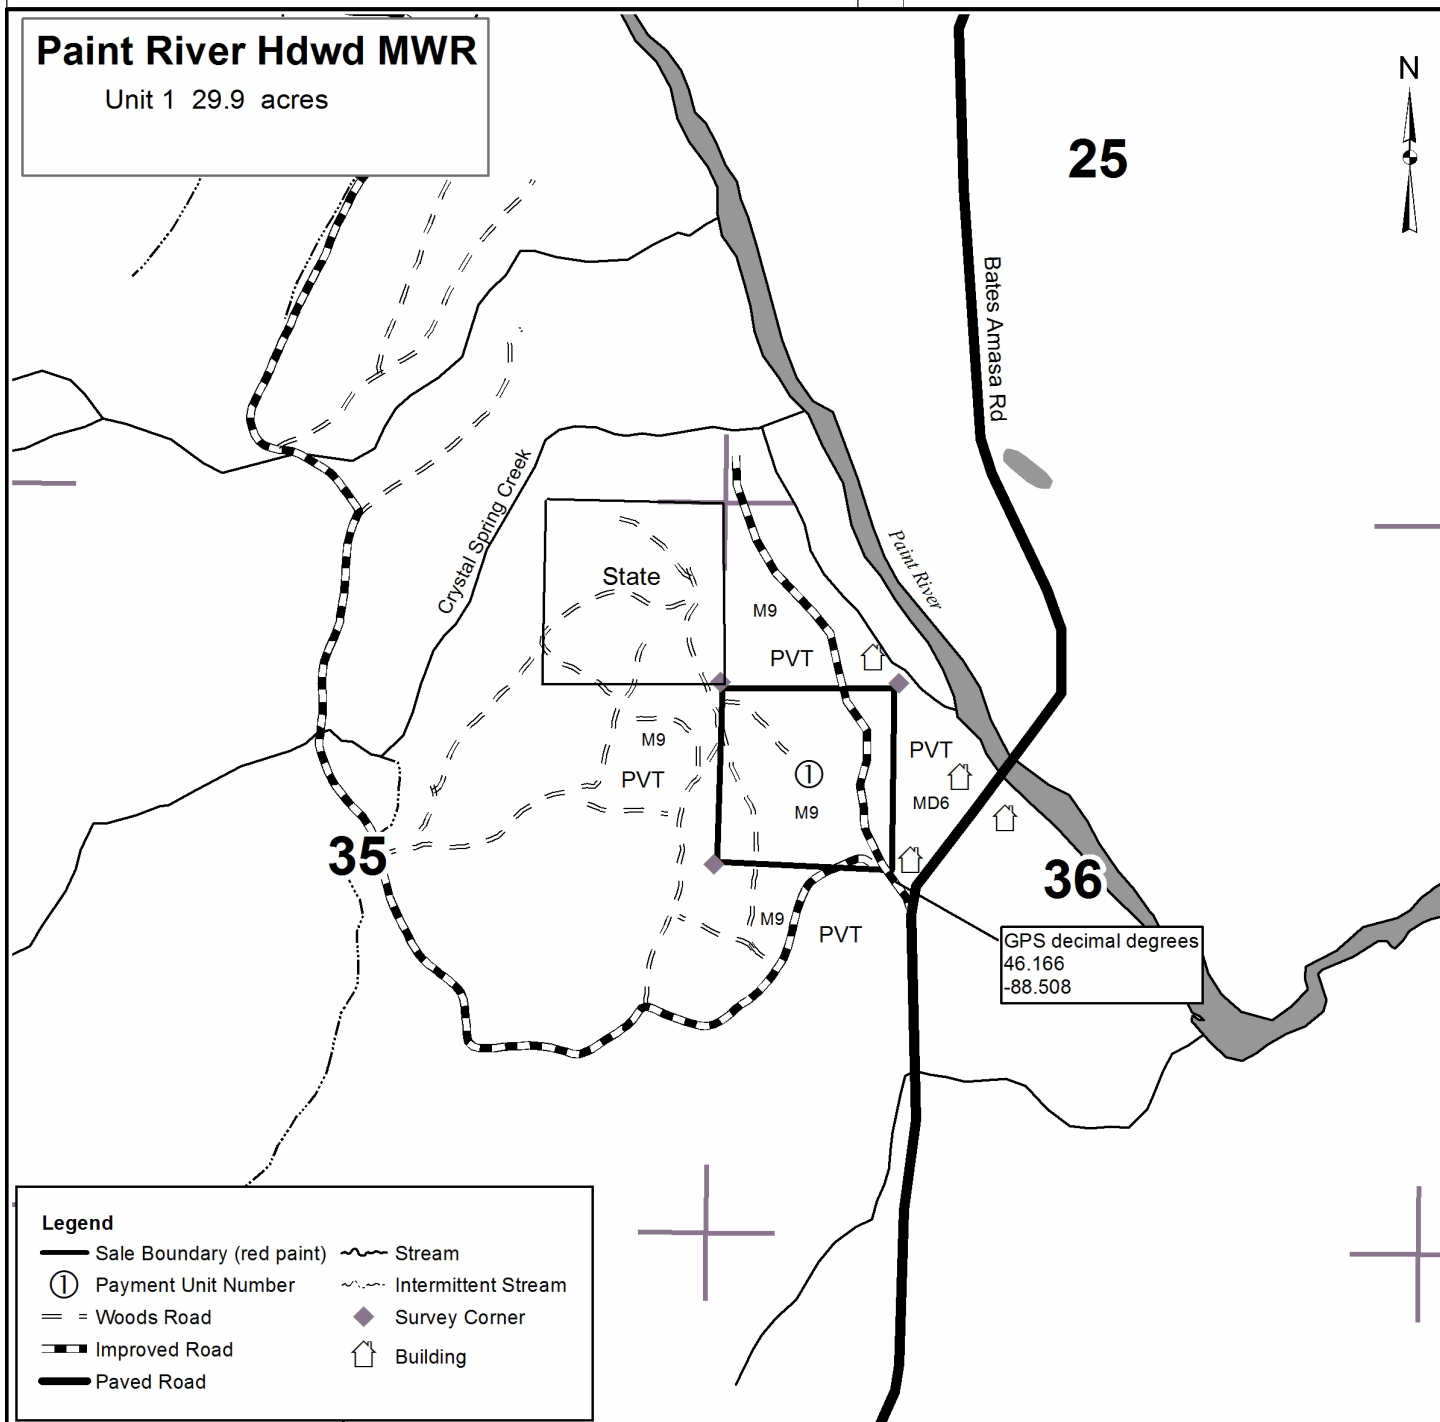 Paint River Hdwd MWR
Unit 1 29.9 acres
N
25
Bates Amasa Rd
Crystal Spring Creek
Paint River
State
M9
PVT
M9
PVT
①
M9
PVT
MD6
35
36
M9
PVT
GPS decimal degrees
46.166
-88.508
Legend
Sale Boundary (red paint)
Stream
① Payment Unit Number
Intermittent Stream
Woods Road
Survey Corner
Improved Road
Building
Paved Road